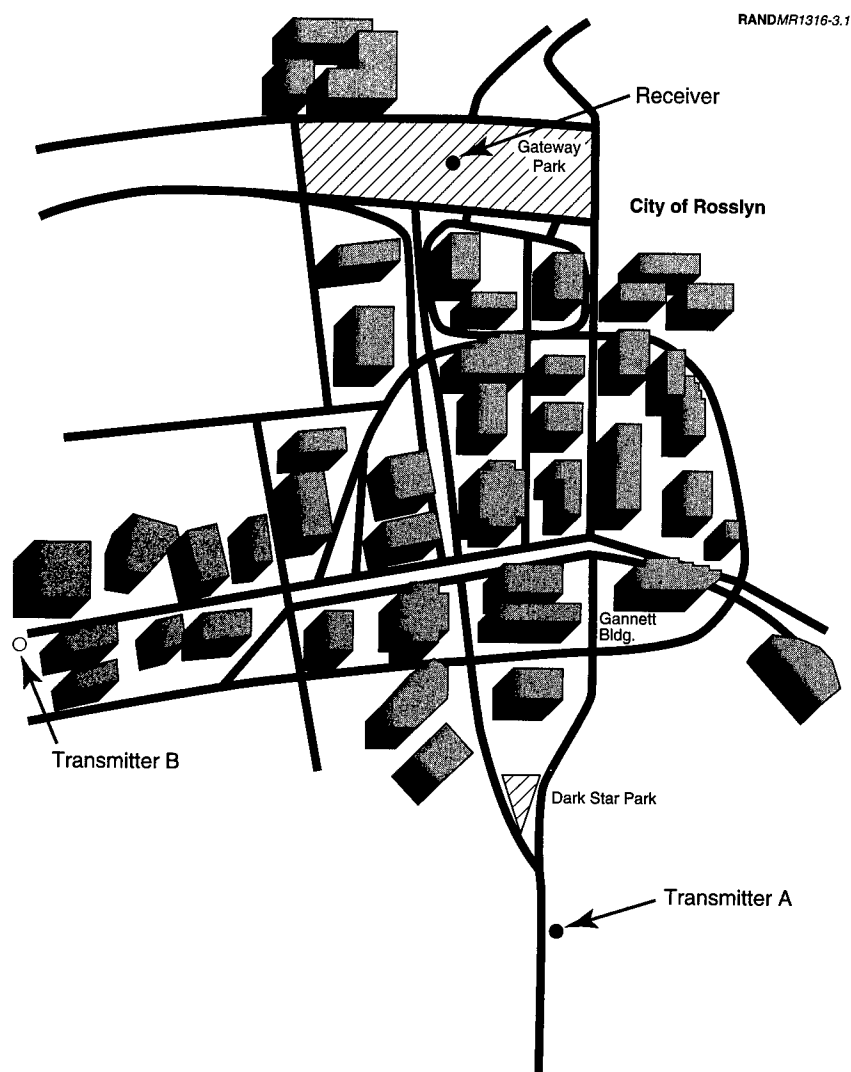 RANDMR1316-3.1
Receiver
Gateway
Park
City of Rosslyn
Gannett
Bldg.
Transmitter B
Dark Star Park
Transmitter A